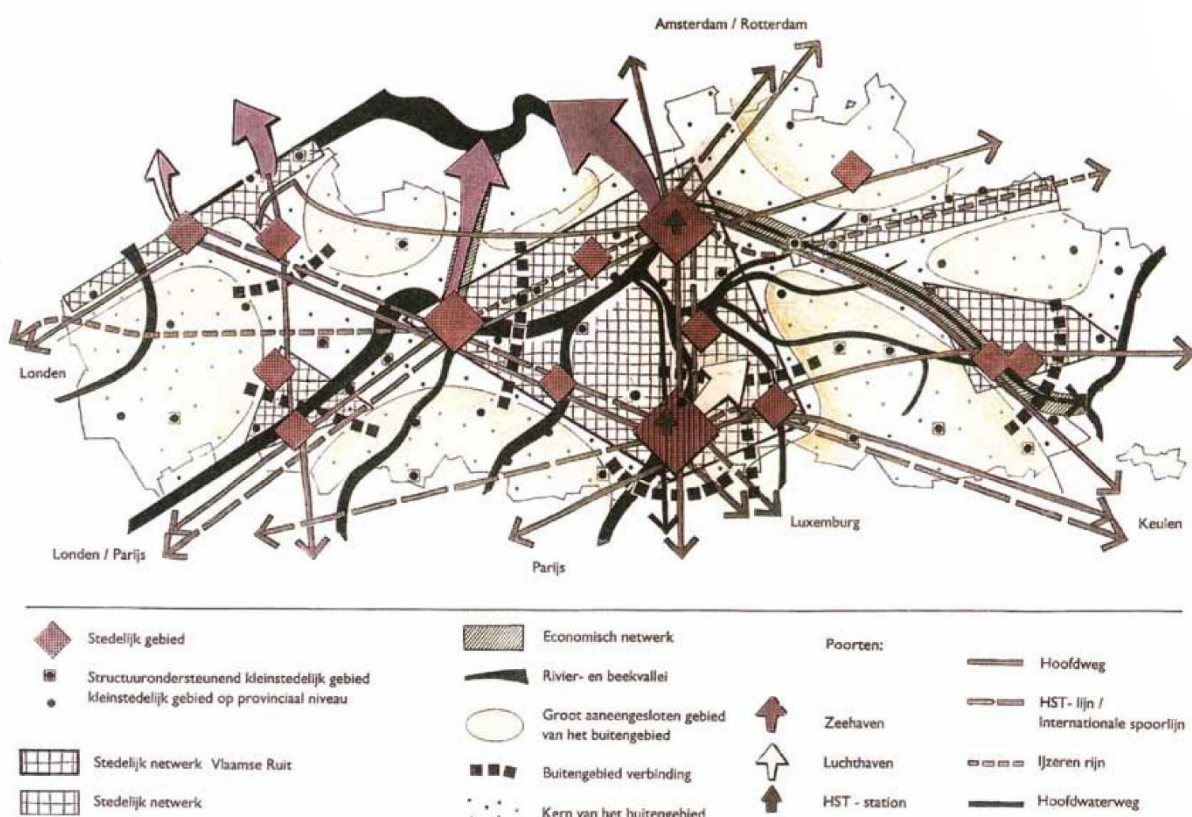 Amsterdam / Rotterdam
Londen
Londen / Parijs
Parijs
Luxemburg
Keulen
Stedelijk gebied
Structuurondersteunend kleinstedelijk gebied
kleinstedelijk gebied op provinciaal niveau
Stedelijk netwerk Vlaamse Ruit
Stedelijk netwerk
Economisch netwerk
Rivier- en beekvallei
Groot aaneengesloten gebied
van het buitengebied
Buitengebied verbinding
Kern van het buitengebied
Poorten:
Zeehaven
Luchthaven
HST - station
Hoofdweg
HST- lijn /
Internationale spoorlijn
IJzeren rijn
Hoofdwaterweg